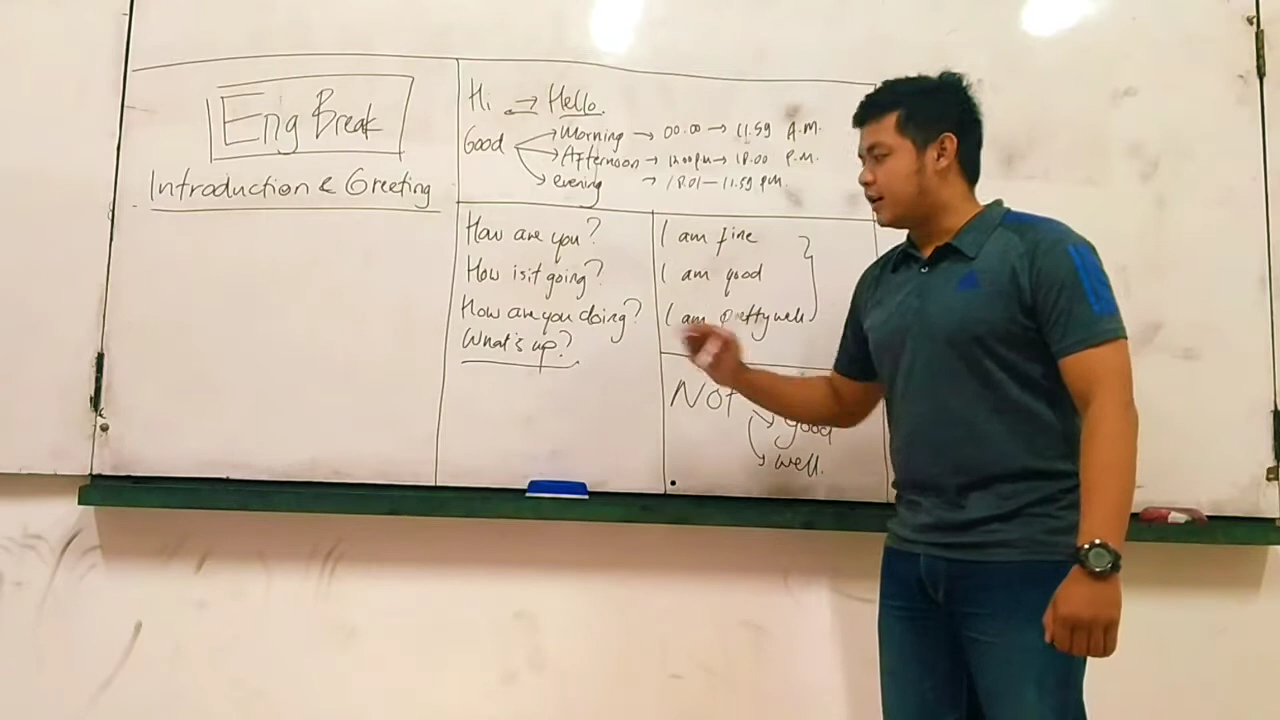 Eng Break
Introduction & Greeting
Hi → Hello.
Good → Morning → 00.00 → 11.59 A.M.
→ Afternoon → 12.00 P.M → 18.00 P.M.
→ evening → 18.01 — 11.59 P.M.
How are you?
How is it going?
How are you doing?
What's up?
I am fine
I am good
I am pretty well
Not
→ good
→ well.